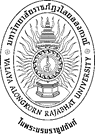 มหาวิทยาลัยราชภัฏวไลยอลงกรณ์
VALAYA ALONGKORN RAJABHAT UNIVERSITY
ในพระบรมราชูปถัมภ์